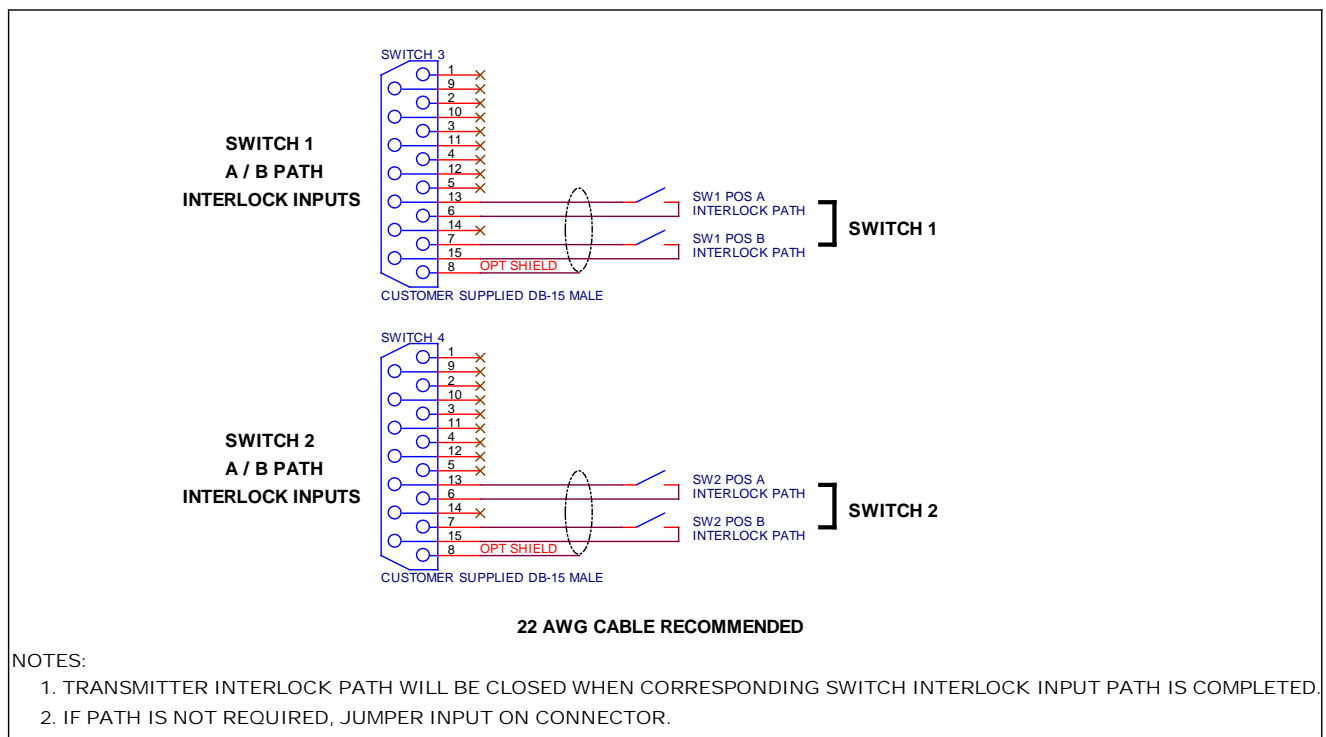 SWITCH 3
1
9
2
10
3
11
4
12
5
13
6
14
7
15
8
SWITCH 1
A / B PATH
INTERLOCK INPUTS
OPT SHIELD
SW1 POS A
INTERLOCK PATH
SW1 POS B
INTERLOCK PATH
SWITCH 1
CUSTOMER SUPPLIED DB-15 MALE
SWITCH 4
1
9
2
10
3
11
4
12
5
13
6
14
7
15
8
SWITCH 2
A / B PATH
INTERLOCK INPUTS
OPT SHIELD
SW2 POS A
INTERLOCK PATH
SW2 POS B
INTERLOCK PATH
SWITCH 2
CUSTOMER SUPPLIED DB-15 MALE
22 AWG CABLE RECOMMENDED
NOTES:
1. TRANSMITTER INTERLOCK PATH WILL BE CLOSED WHEN CORRESPONDING SWITCH INTERLOCK INPUT PATH IS COMPLETED.
2. IF PATH IS NOT REQUIRED, JUMPER INPUT ON CONNECTOR.